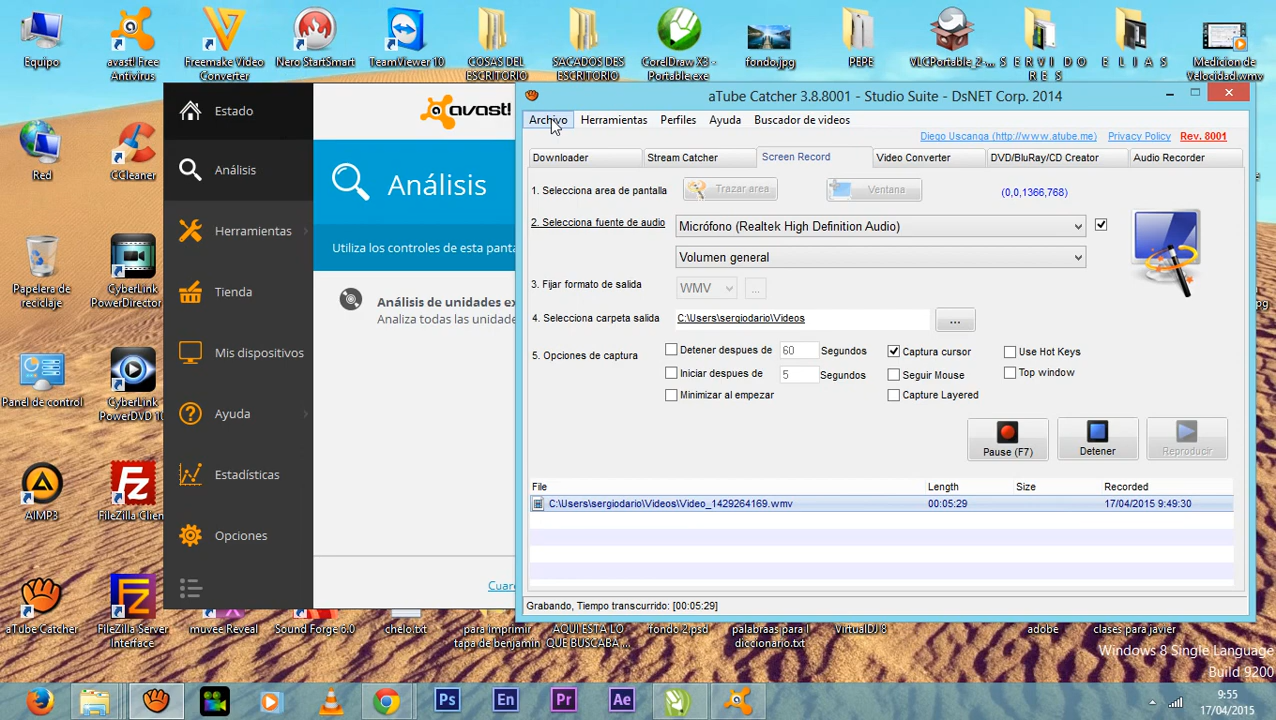 Equipo
avast! Free
Antivirus
Freemake Video
Converter
Nero StartSmart
TeamViewer 10
COSAS DEL
ESCRITORIO
SACADOS DEL
ESCRITORIO
CorelDraw X3 -
Portable.exe
fondo.jpg
PEPE
VLCPortable_2-...
S E R V I D O
R E S
E L I A S
Medicion de
Velocidad.wmv
Red
CCleaner
Papelera de
reciclaje
CyberLink
PowerDirector
Panel de control
CyberLink
PowerDVD 10
AIMP3
FileZilla Client
aTube Catcher
FileZilla Server
Interface
Estado
Análisis
Herramientas
Tienda
Mis dispositivos
Ayuda
Estadísticas
Opciones
avast!
Análisis
Utiliza los controles de esta panta
Análisis de unidades ex
Analiza todas las unidade
Cuar
aTube Catcher 3.8.8001 - Studio Suite - DsNET Corp. 2014
Archivo
Herramientas
Perfiles
Ayuda
Buscador de videos
Diego Uscanga (http://www.atube.me)
Privacy Policy
Rev. 8001
Downloader
Stream Catcher
Screen Record
Video Converter
DVD/BluRay/CD Creator
Audio Recorder
1. Selecciona area de pantalla
Trazar area
Ventana
(0,0,1366,768)
2. Selecciona fuente de audio
Micrófono (Realtek High Definition Audio)
Volumen general
3. Fijar formato de salida
WMV
...
4. Selecciona carpeta salida
C:\Users\sergiodario\Videos
...
5. Opciones de captura
Detener despues de
60
Segundos
Captura cursor
Use Hot Keys
Iniciar despues de
5
Segundos
Seguir Mouse
Top window
Minimizar al empezar
Capture Layered
Pause (F7)
Detener
Reproducir
File
Length
Size
Recorded
C:\Users\sergiodario\Videos\Video_1429264169.wmv
00:05:29
17/04/2015 9:49:30
Grabando, Tiempo transcurrido: [00:05:29]
muvee Reveal
Sound Forge 6.0
chelo.txt
para imprimir
tapa de benjamin
AQUI ESTA LO
QUE BUSCABA ...
fondo 2.psd
palabraas para l
diccionario.txt
VirtualDJ 8
adobe
clases para javier
Windows 8 Single Language
Build 9200
Ps
En
Pr
Ae
9:55
17/04/2015